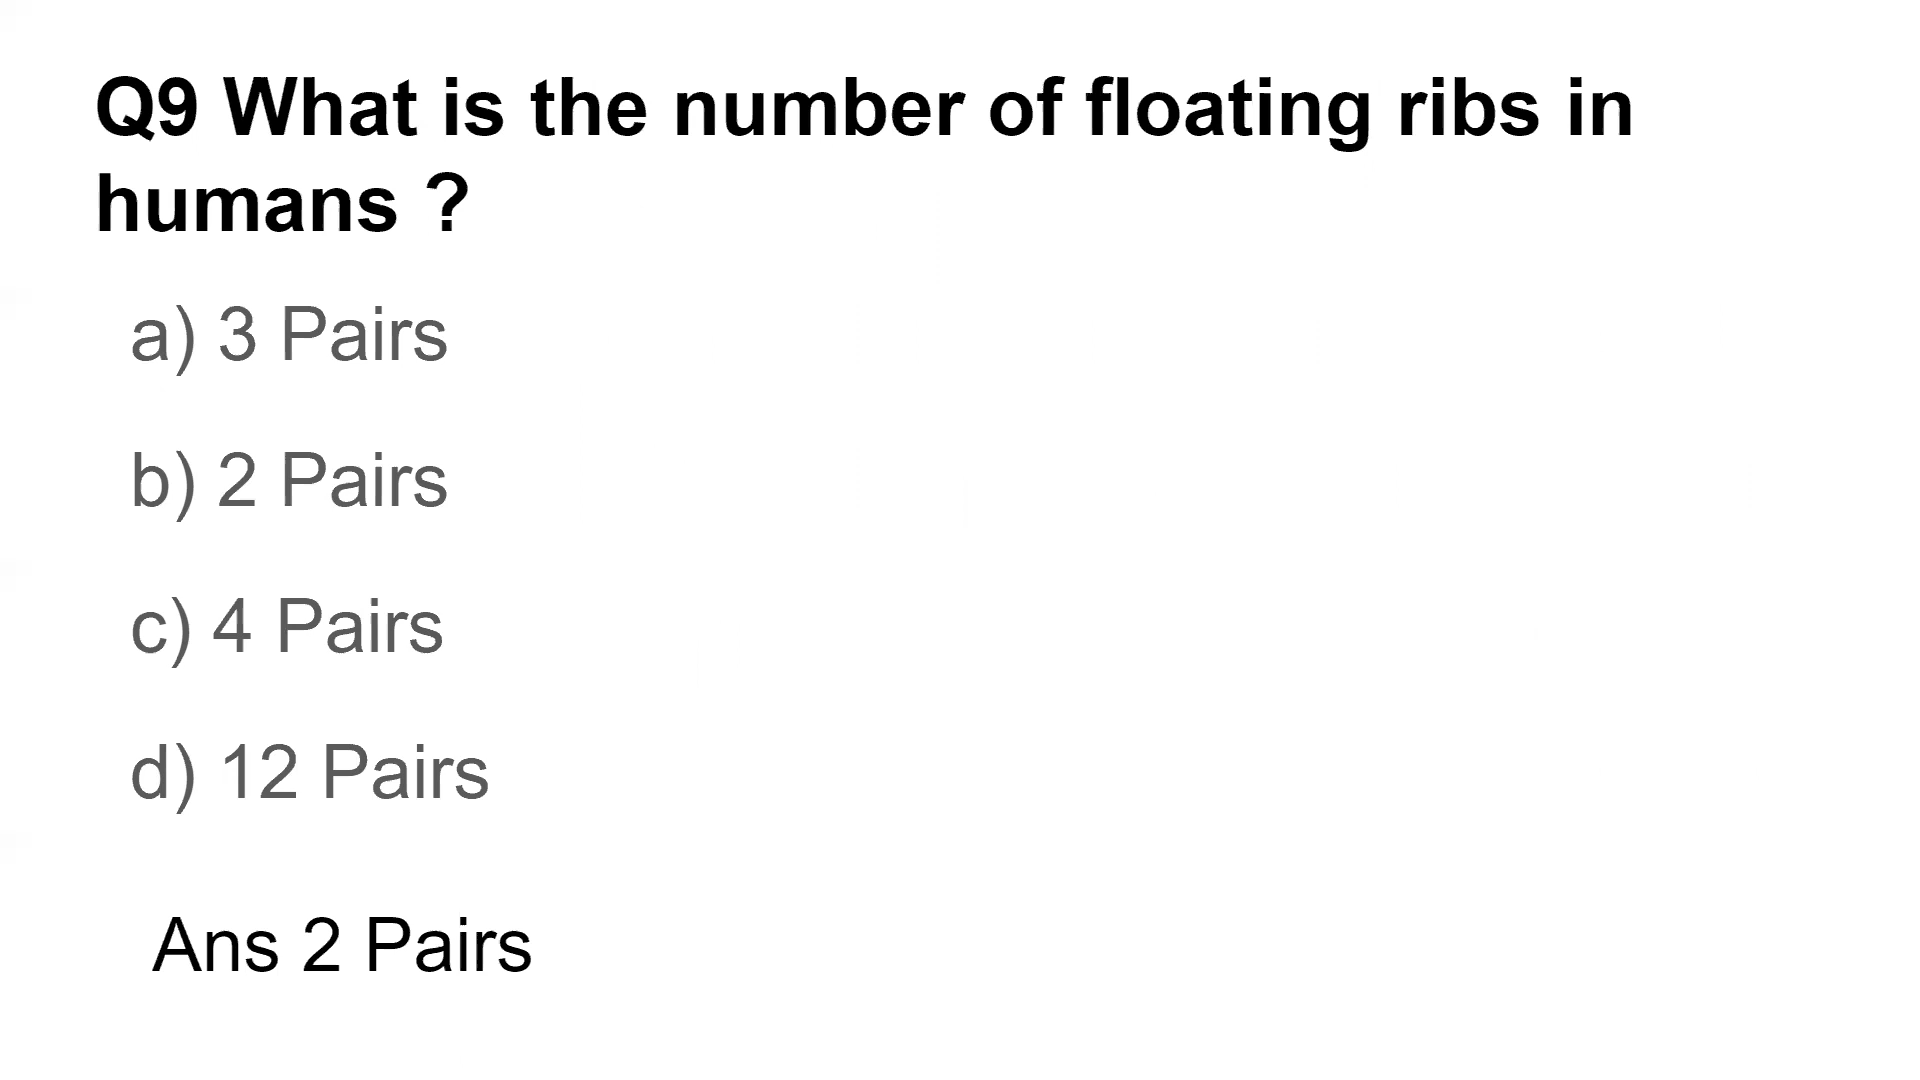 Q9 What is the number of floating ribs in
humans ?
a) 3 Pairs
b) 2 Pairs
c) 4 Pairs
d) 12 Pairs
Ans 2 Pairs